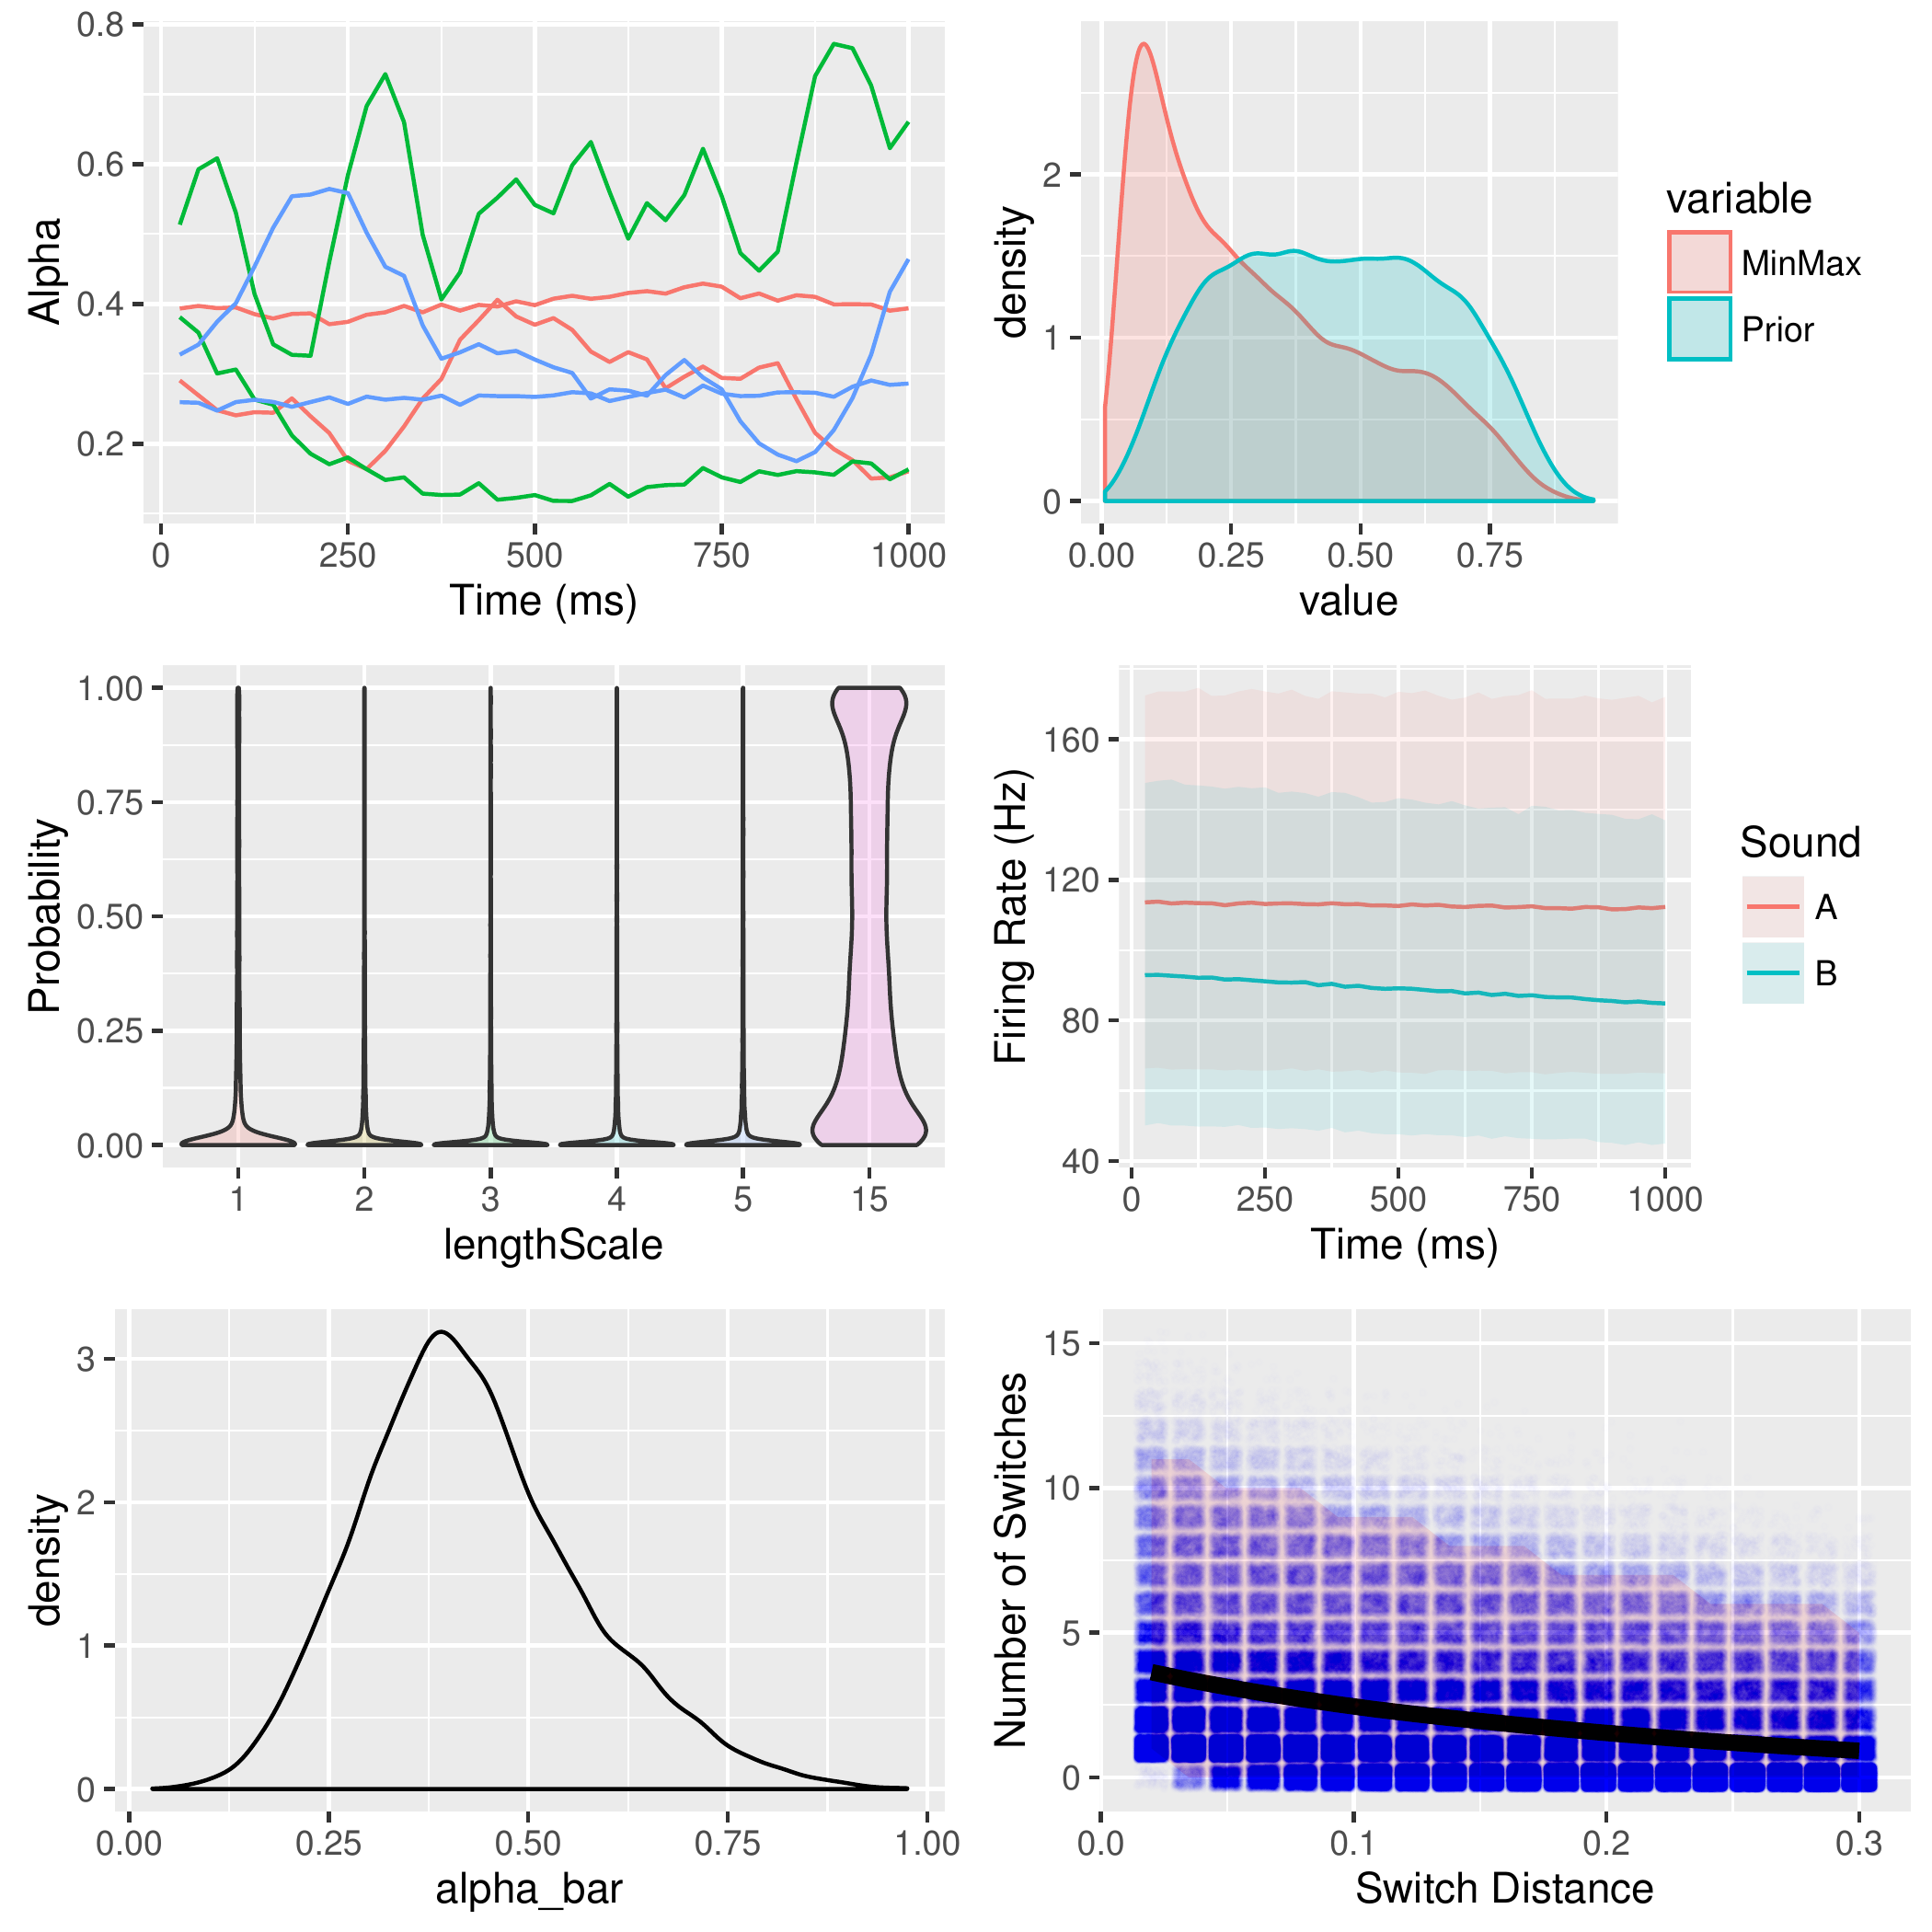 0.8
0.6
0.4
0.2
Alpha
0 250 500 750 1000
Time (ms)
2
1
0
density
0.00 0.25 0.50 0.75
value
variable
MinMax
Prior
1.00
0.75
0.50
0.25
0.00
Probability
1 2 3 4 5 15
lengthScale
160
120
80
40
Firing Rate (Hz)
0 250 500 750 1000
Time (ms)
Sound
A
B
3
2
1
0
density
0.00 0.25 0.50 0.75 1.00
alpha_bar
15
10
5
0
Number of Switches
0.0 0.1 0.2 0.3
Switch Distance